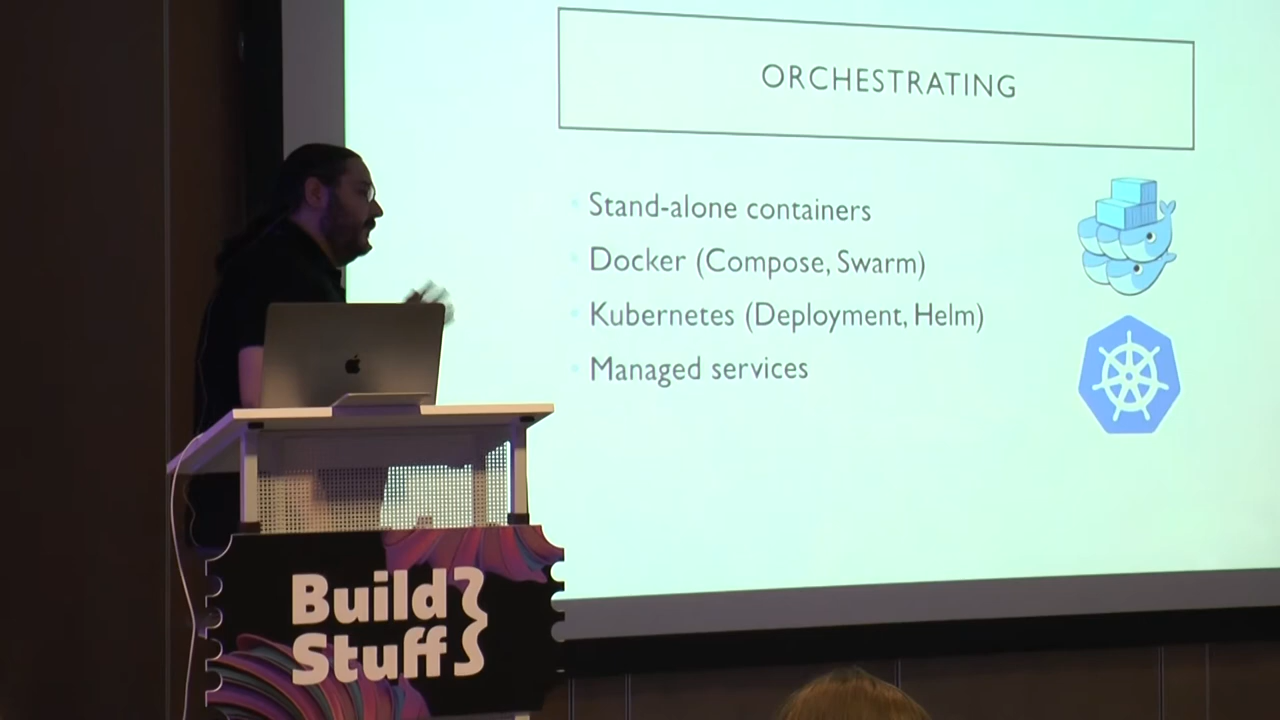 ORCHESTRATING
Stand-alone containers
Docker (Compose, Swarm)
Kubernetes (Deployment, Helm)
Managed services
Build
Stuff